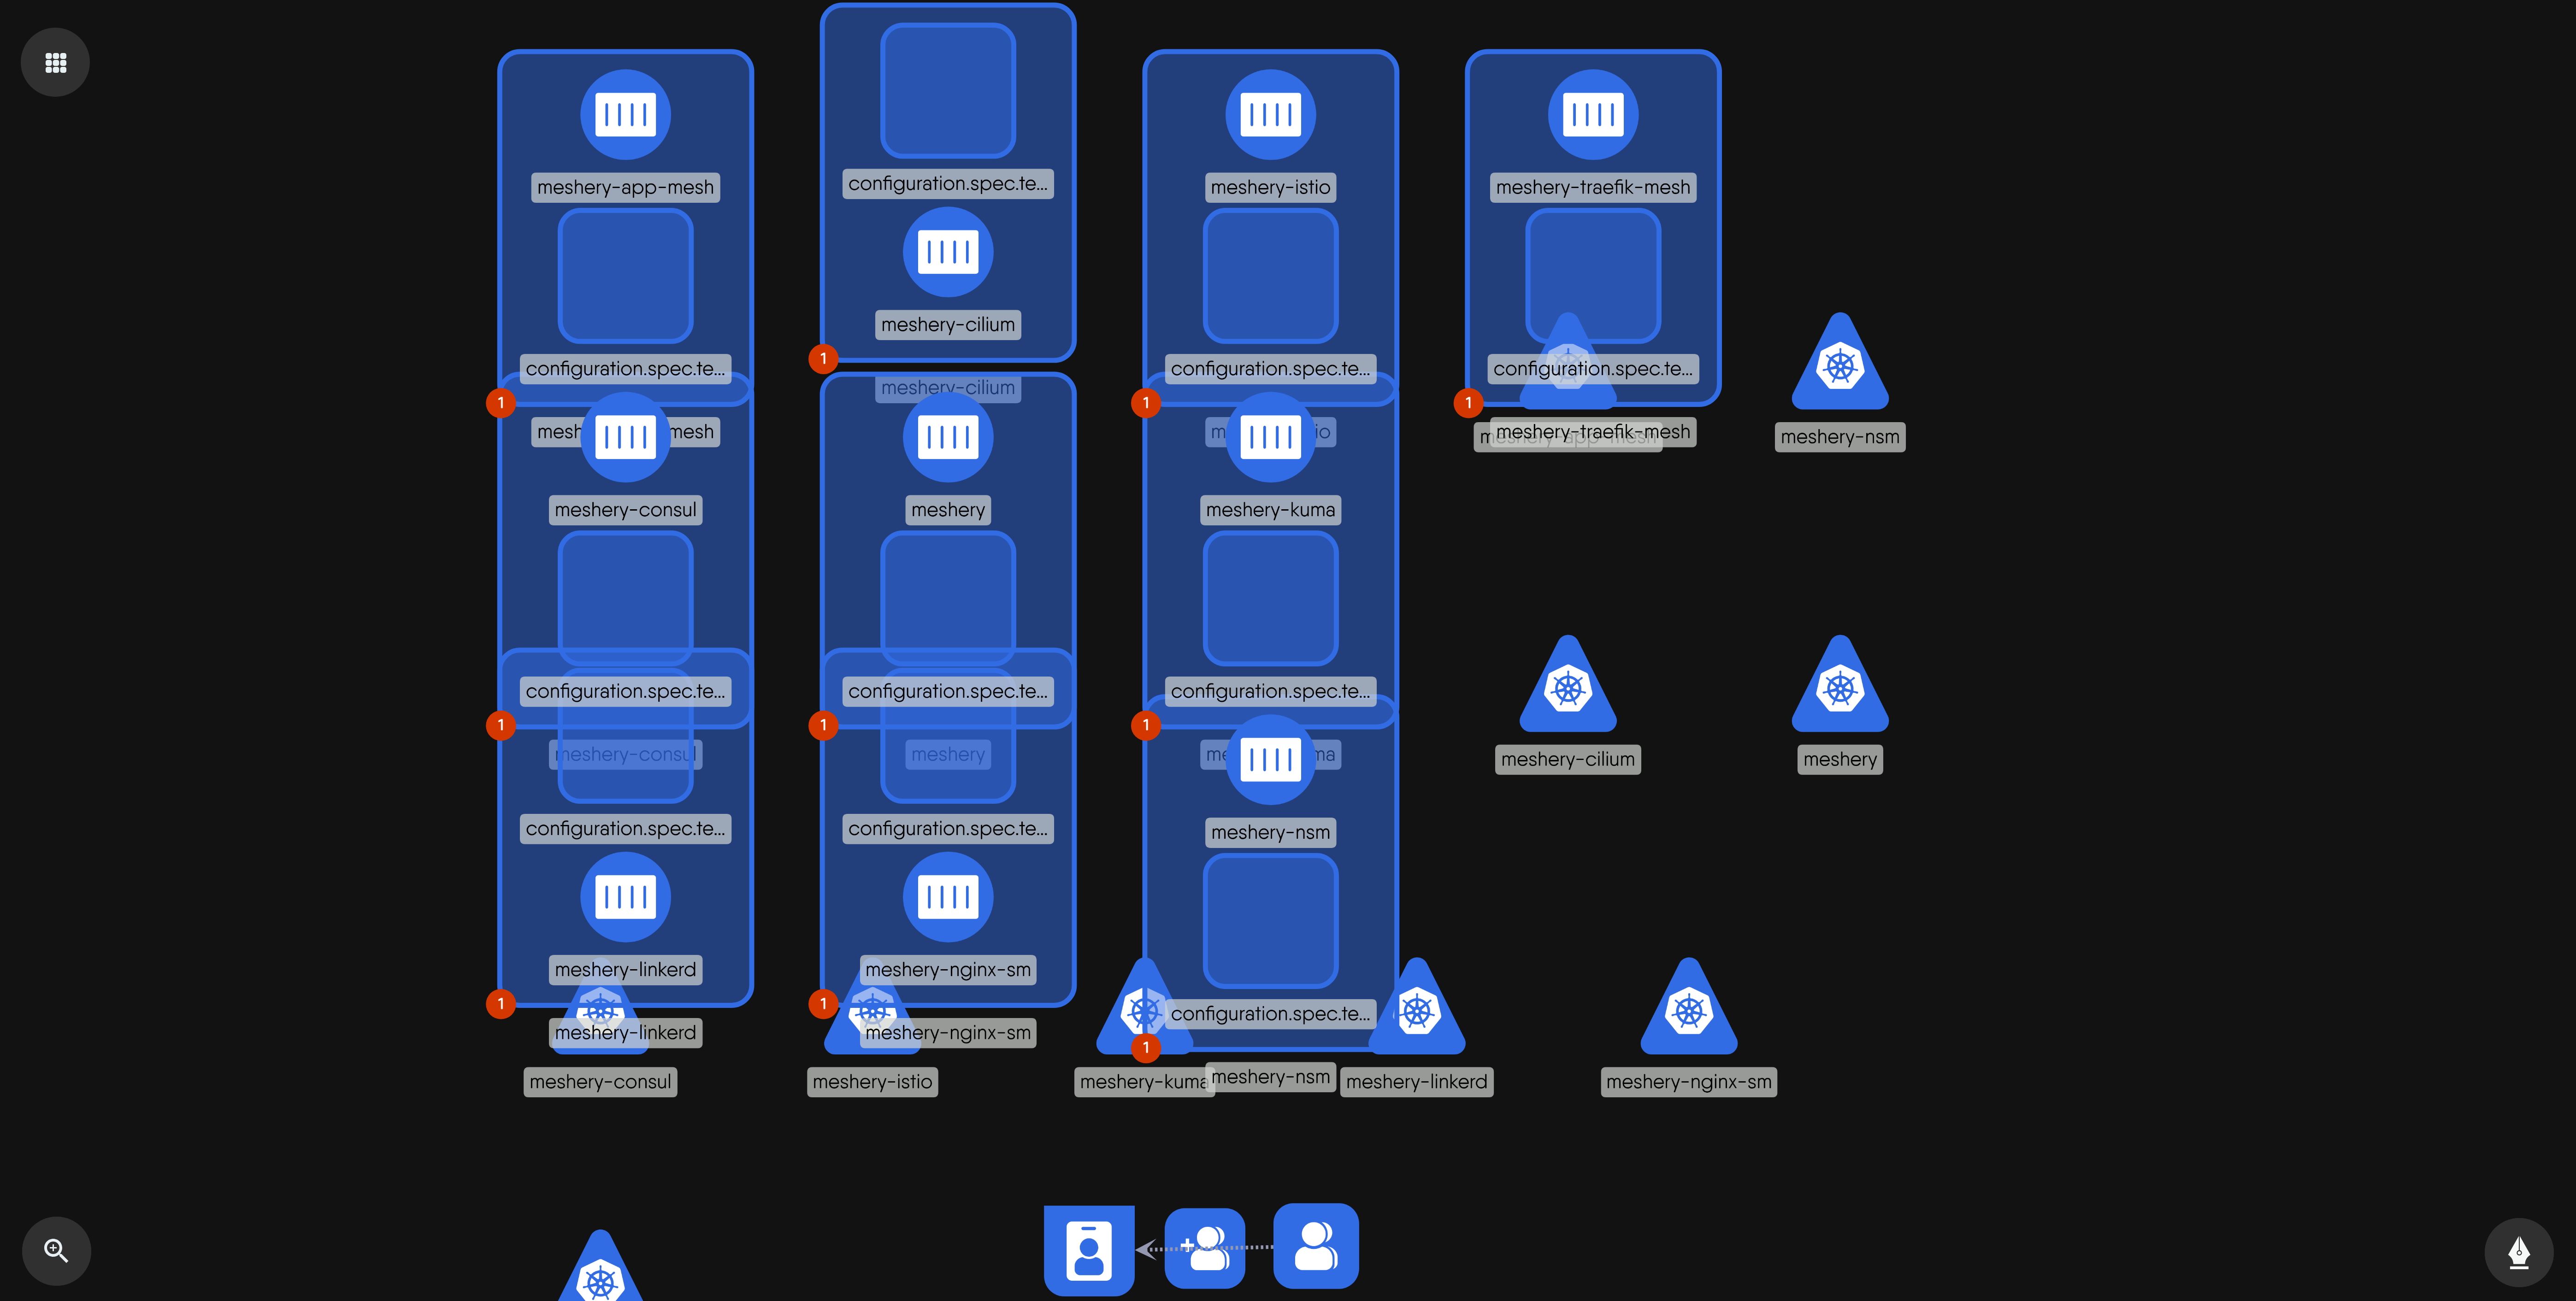 meshery-app-mesh
configuration.spec.te...
1
mesh
mesh
meshery-consul
configuration.spec.te...
1
meshery-consul
configuration.spec.te...
meshery-linkerd
1
meshery-linkerd
meshery-consul
configuration.spec.te...
meshery-cilium
1
meshery-cilium
meshery
configuration.spec.te...
1
meshery
configuration.spec.te...
meshery-nginx-sm
1
meshery-nginx-sm
meshery-istio
meshery-istio
configuration.spec.te...
1
meshery-kuma
configuration.spec.te...
1
meshery-nsm
configuration.spec.te...
1
meshery-kuma
meshery-nsm
meshery-linkerd
meshery-traefik-mesh
configuration.spec.te...
1
meshery-traefik-mesh
meshery-nsm
meshery-cilium
meshery
meshery-nginx-sm